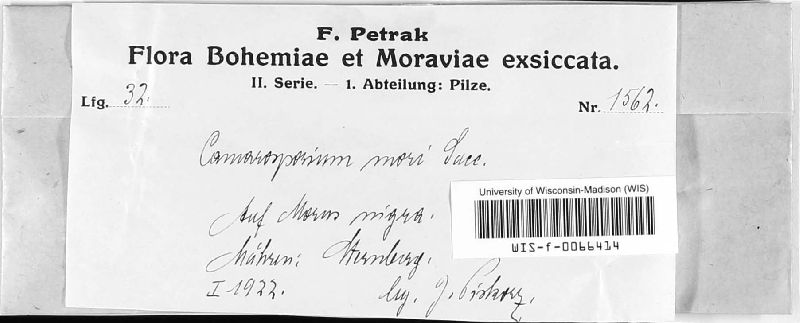 F. Petrak
Flora Bohemiae et Moraviae exsiccata.
II. Serie. — 1. Abteilung: Pilze.
Lfg. 32.
Nr. 1562.
Camarosporium mori Sacc.
University of Wisconsin-Madison (WIS)
WIS-f-0066414
Auf Morus nigra.
Mähren: Sternberg.
I 1922.
leg. J. Piskorz.